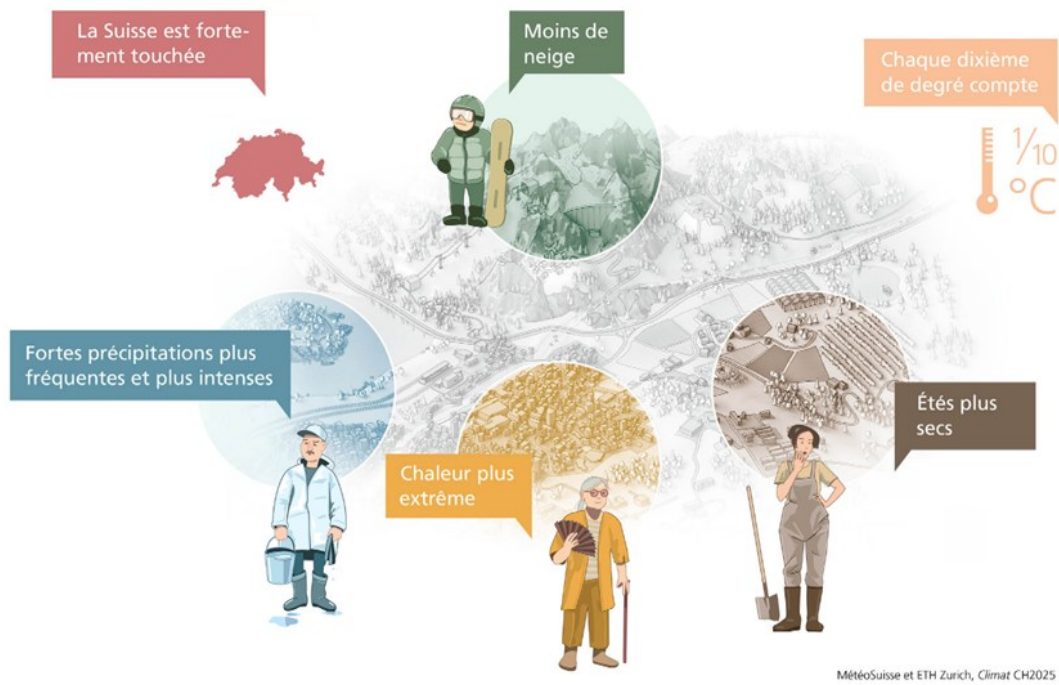 La Suisse est forte-
ment touchée
Moins de
neige
Chaque dixième
de degré compte
1/10
°C
Fortes précipitations plus
fréquentes et plus intenses
Étés plus
secs
Chaleur plus
extrême
MétéoSuisse et ETH Zurich, Climat CH2025